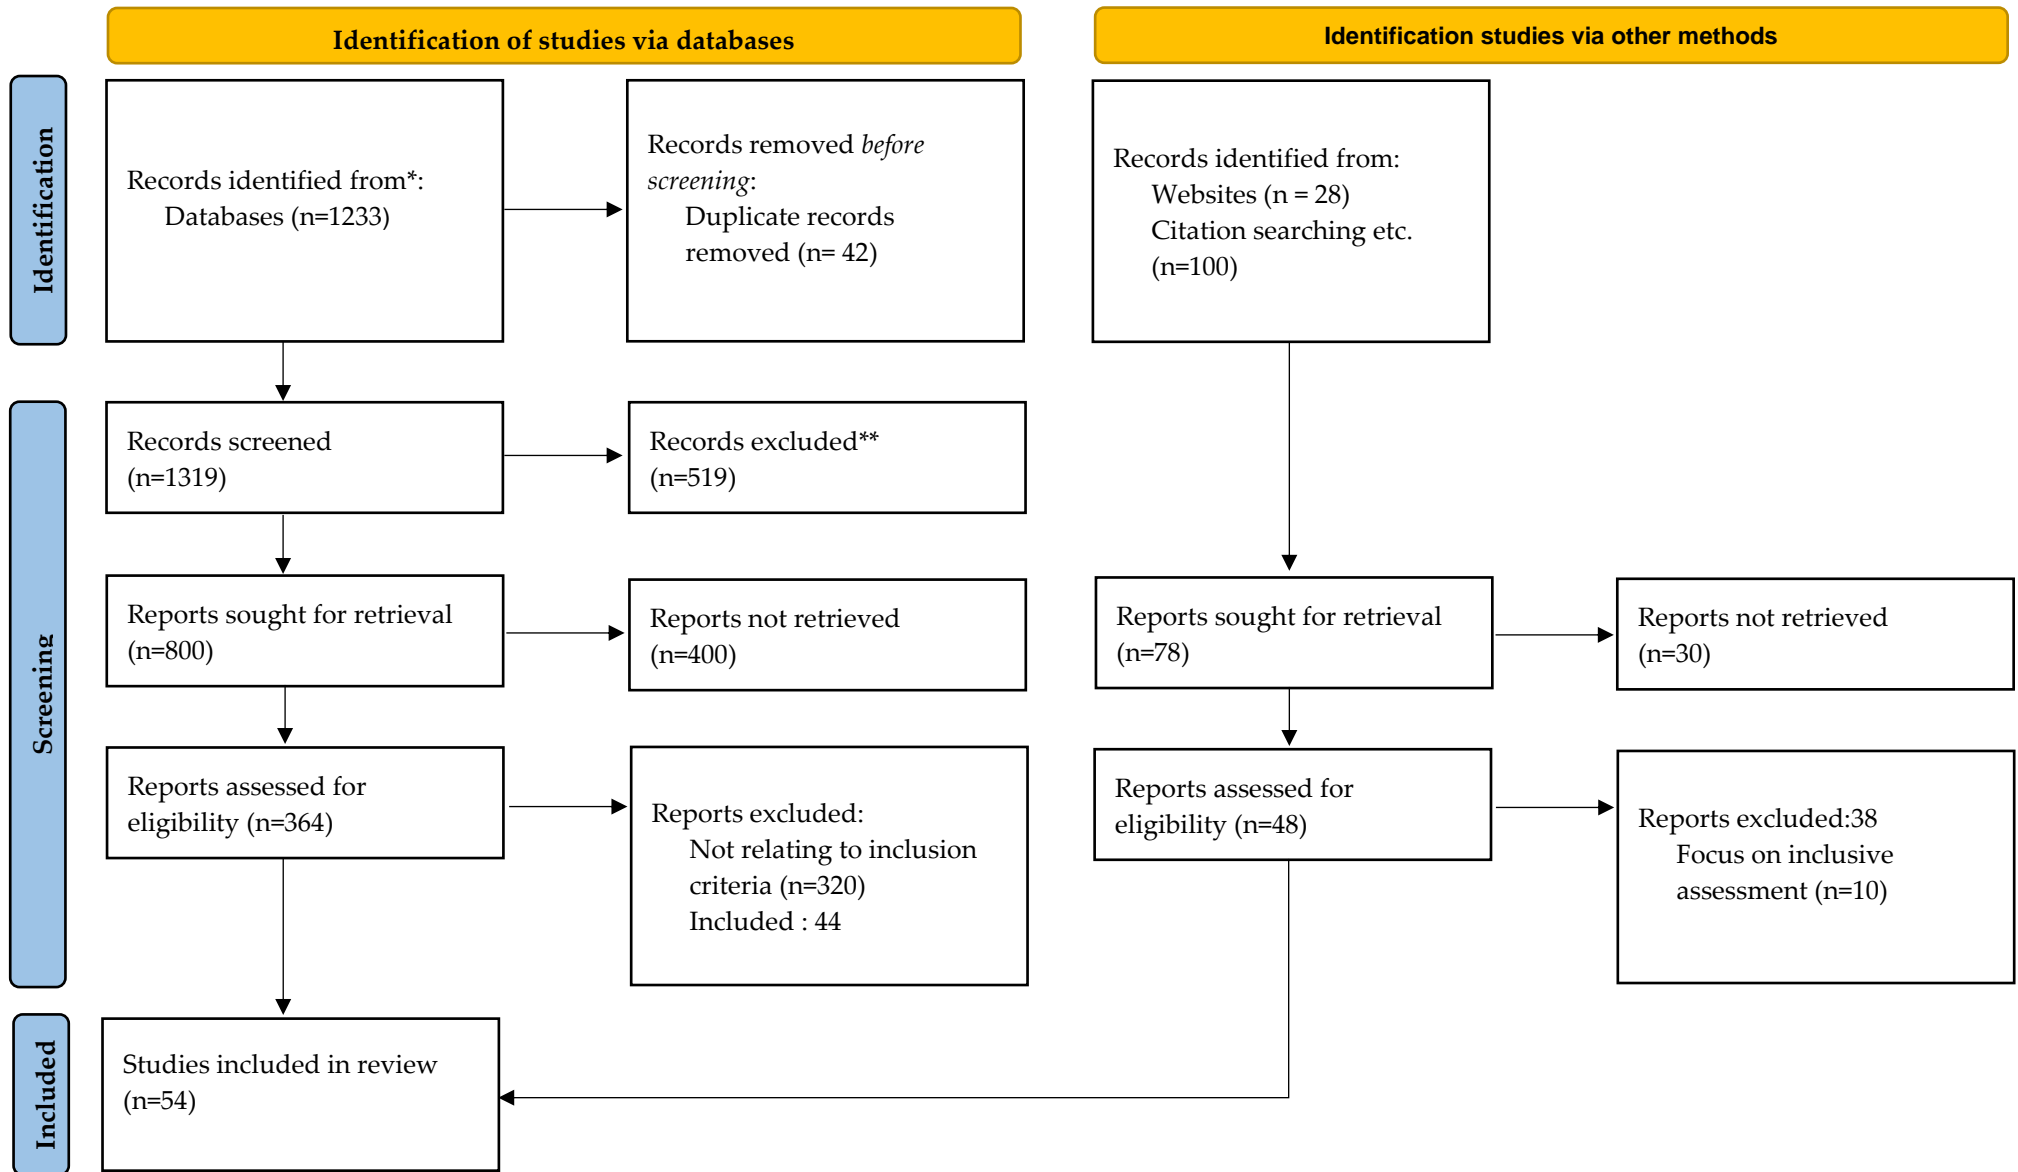 Identification of studies via databases
Identification studies via other methods
Identification
Records identified from*:
Databases (n=1233)
Records removed before
screening:
Duplicate records
removed (n= 42)
Records identified from:
Websites (n = 28)
Citation searching etc.
(n=100)
Screening
Records screened
(n=1319)
Records excluded**
(n=519)
Reports sought for retrieval
(n=800)
Reports not retrieved
(n=400)
Reports sought for retrieval
(n=78)
Reports not retrieved
(n=30)
Reports assessed for
eligibility (n=364)
Reports excluded:
Not relating to inclusion
criteria (n=320)
Included : 44
Reports assessed for
eligibility (n=48)
Reports excluded:38
Focus on inclusive
assessment (n=10)
Included
Studies included in review
(n=54)